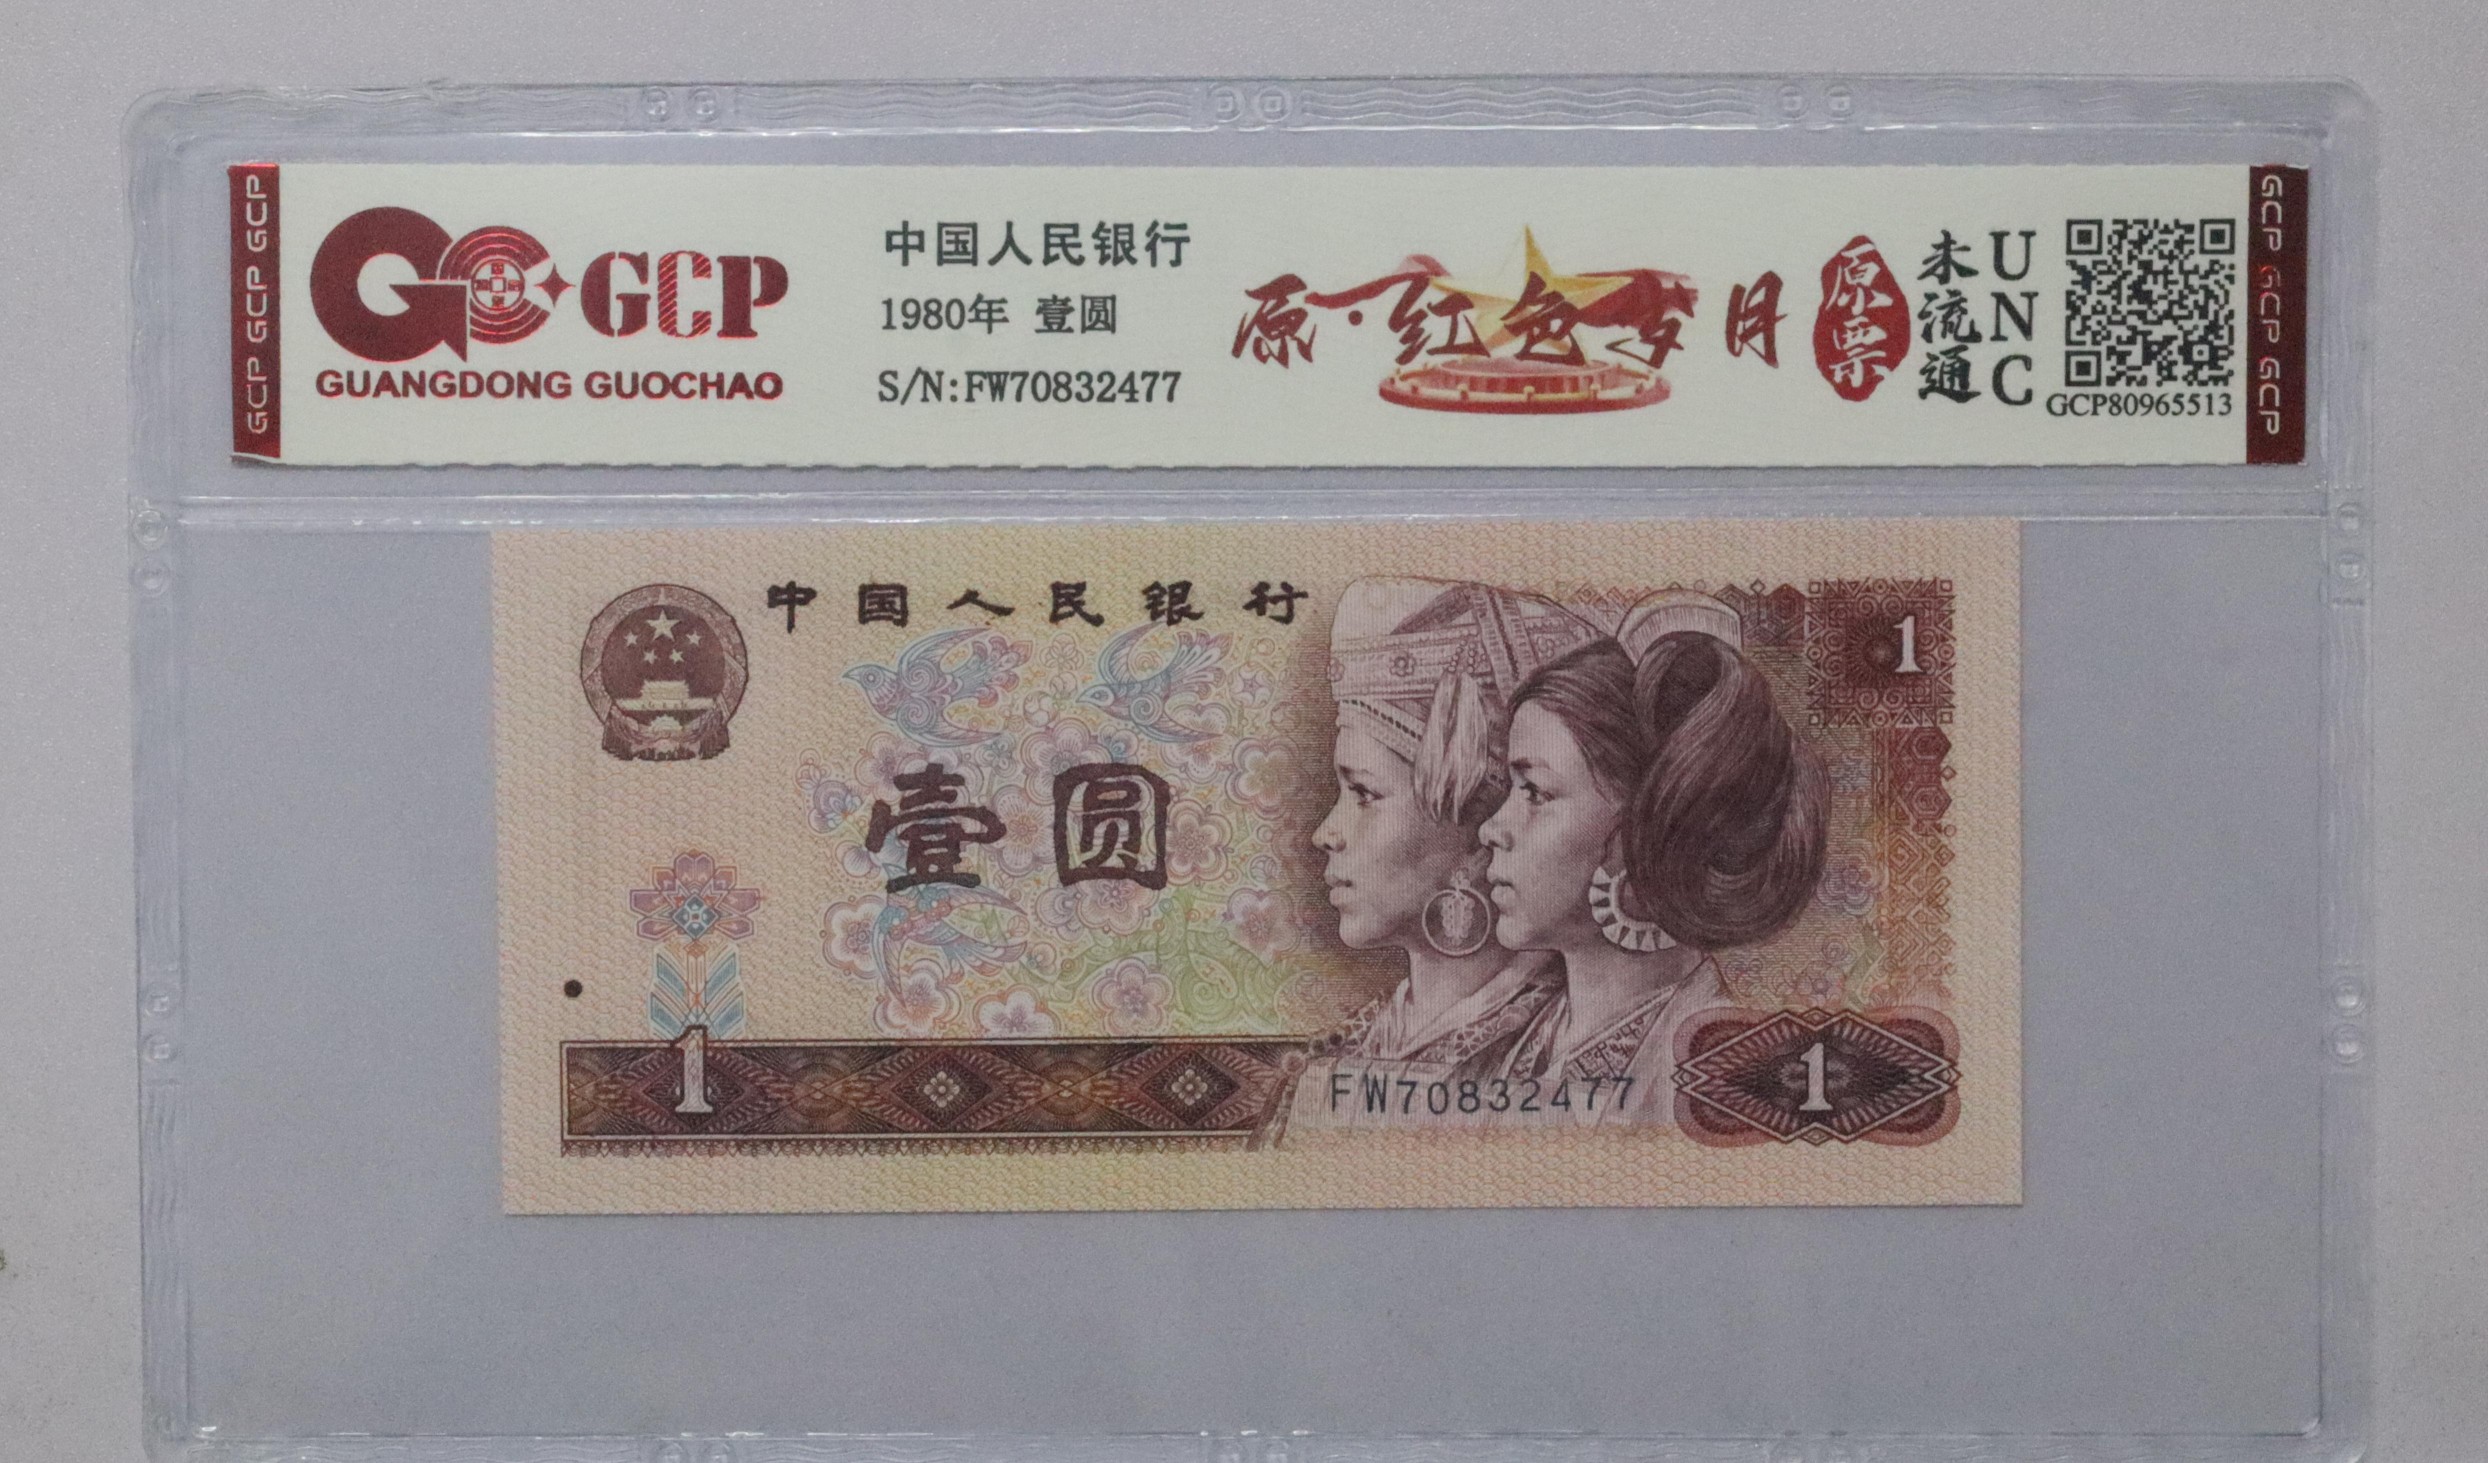 GCP GCP GCP
GCP
GUANGDONG GUOCHAO
中国人民银行
1980年 壹圆
S/N:FW70832477
原·红色岁月
原票
未流通
UNC
GCP80965513
GCP GCP GCP
中国人民银行
1
壹圆
1
FW70832477
1